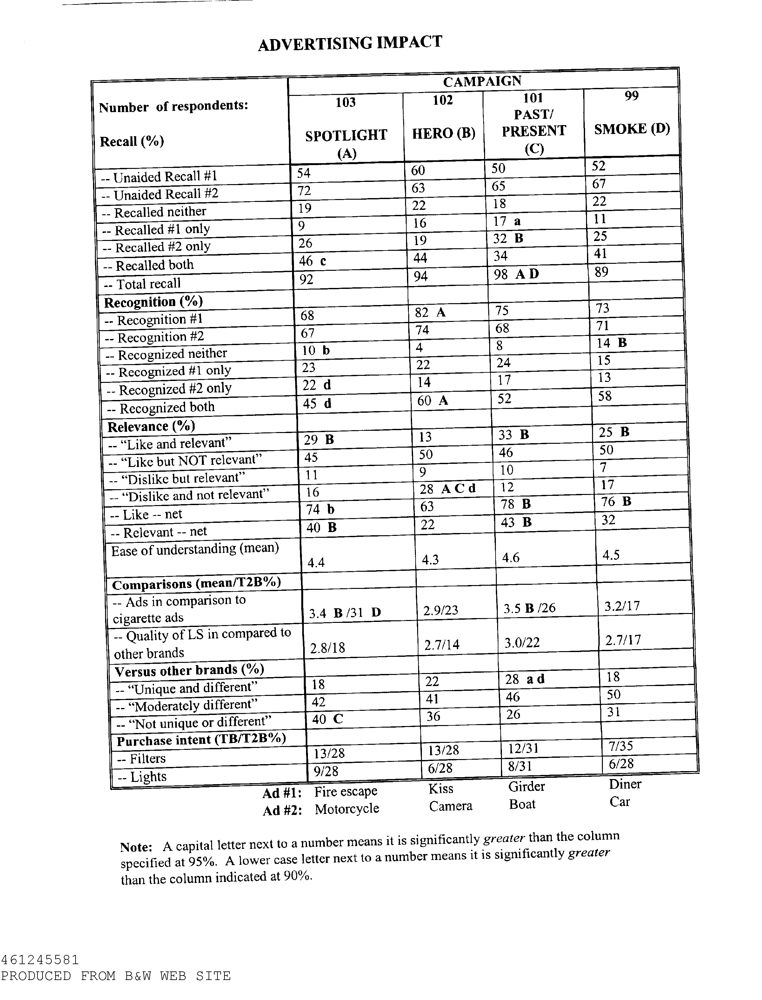 ADVERTISING IMPACT
CAMPAIGN
Number of respondents: 103 102 101 99
Recall (%) SPOTLIGHT (A) HERO (B) PAST/ PRESENT (C) SMOKE (D)
-- Unaided Recall #1 54 60 50 52
-- Unaided Recall #2 72 63 65 67
-- Recalled neither 19 22 18 22
-- Recalled #1 only 9 16 17 a 11
-- Recalled #2 only 26 19 32 B 25
-- Recalled both 46 c 44 34 41
-- Total recall 92 94 98 A D 89
Recognition (%)
-- Recognition #1 68 82 A 75 73
-- Recognition #2 67 74 68 71
-- Recognized neither 10 b 4 8 14 B
-- Recognized #1 only 23 22 24 15
-- Recognized #2 only 22 d 14 17 13
-- Recognized both 45 d 60 A 52 58
Relevance (%)
-- “Like and relevant” 29 B 13 33 B 25 B
-- “Like but NOT relevant” 45 50 46 50
-- “Dislike but relevant” 11 9 10 7
-- “Dislike and not relevant” 16 28 A C d 12 17
-- Like -- net 74 b 63 78 B 76 B
-- Relevant -- net 40 B 22 43 B 32
Ease of understanding (mean) 4.4 4.3 4.6 4.5
Comparisons (mean/T2B%)
-- Ads in comparison to
cigarette ads 3.4 B /31 D 2.9/23 3.5 B /26 3.2/17
-- Quality of LS in compared to
other brands 2.8/18 2.7/14 3.0/22 2.7/17
Versus other brands (%)
-- “Unique and different” 18 22 28 a d 18
-- “Moderately different” 42 41 46 50
-- “Not unique or different” 40 C 36 26 31
Purchase intent (TB/T2B%)
-- Filters 13/28 13/28 12/31 7/35
-- Lights 9/28 6/28 8/31 6/28
Ad #1: Fire escape Kiss Girder Diner
Ad #2: Motorcycle Camera Boat Car
Note: A capital letter next to a number means it is significantly greater than the column
specified at 95%. A lower case letter next to a number means it is significantly greater
than the column indicated at 90%.
461245581
PRODUCED FROM B&W WEB SITE